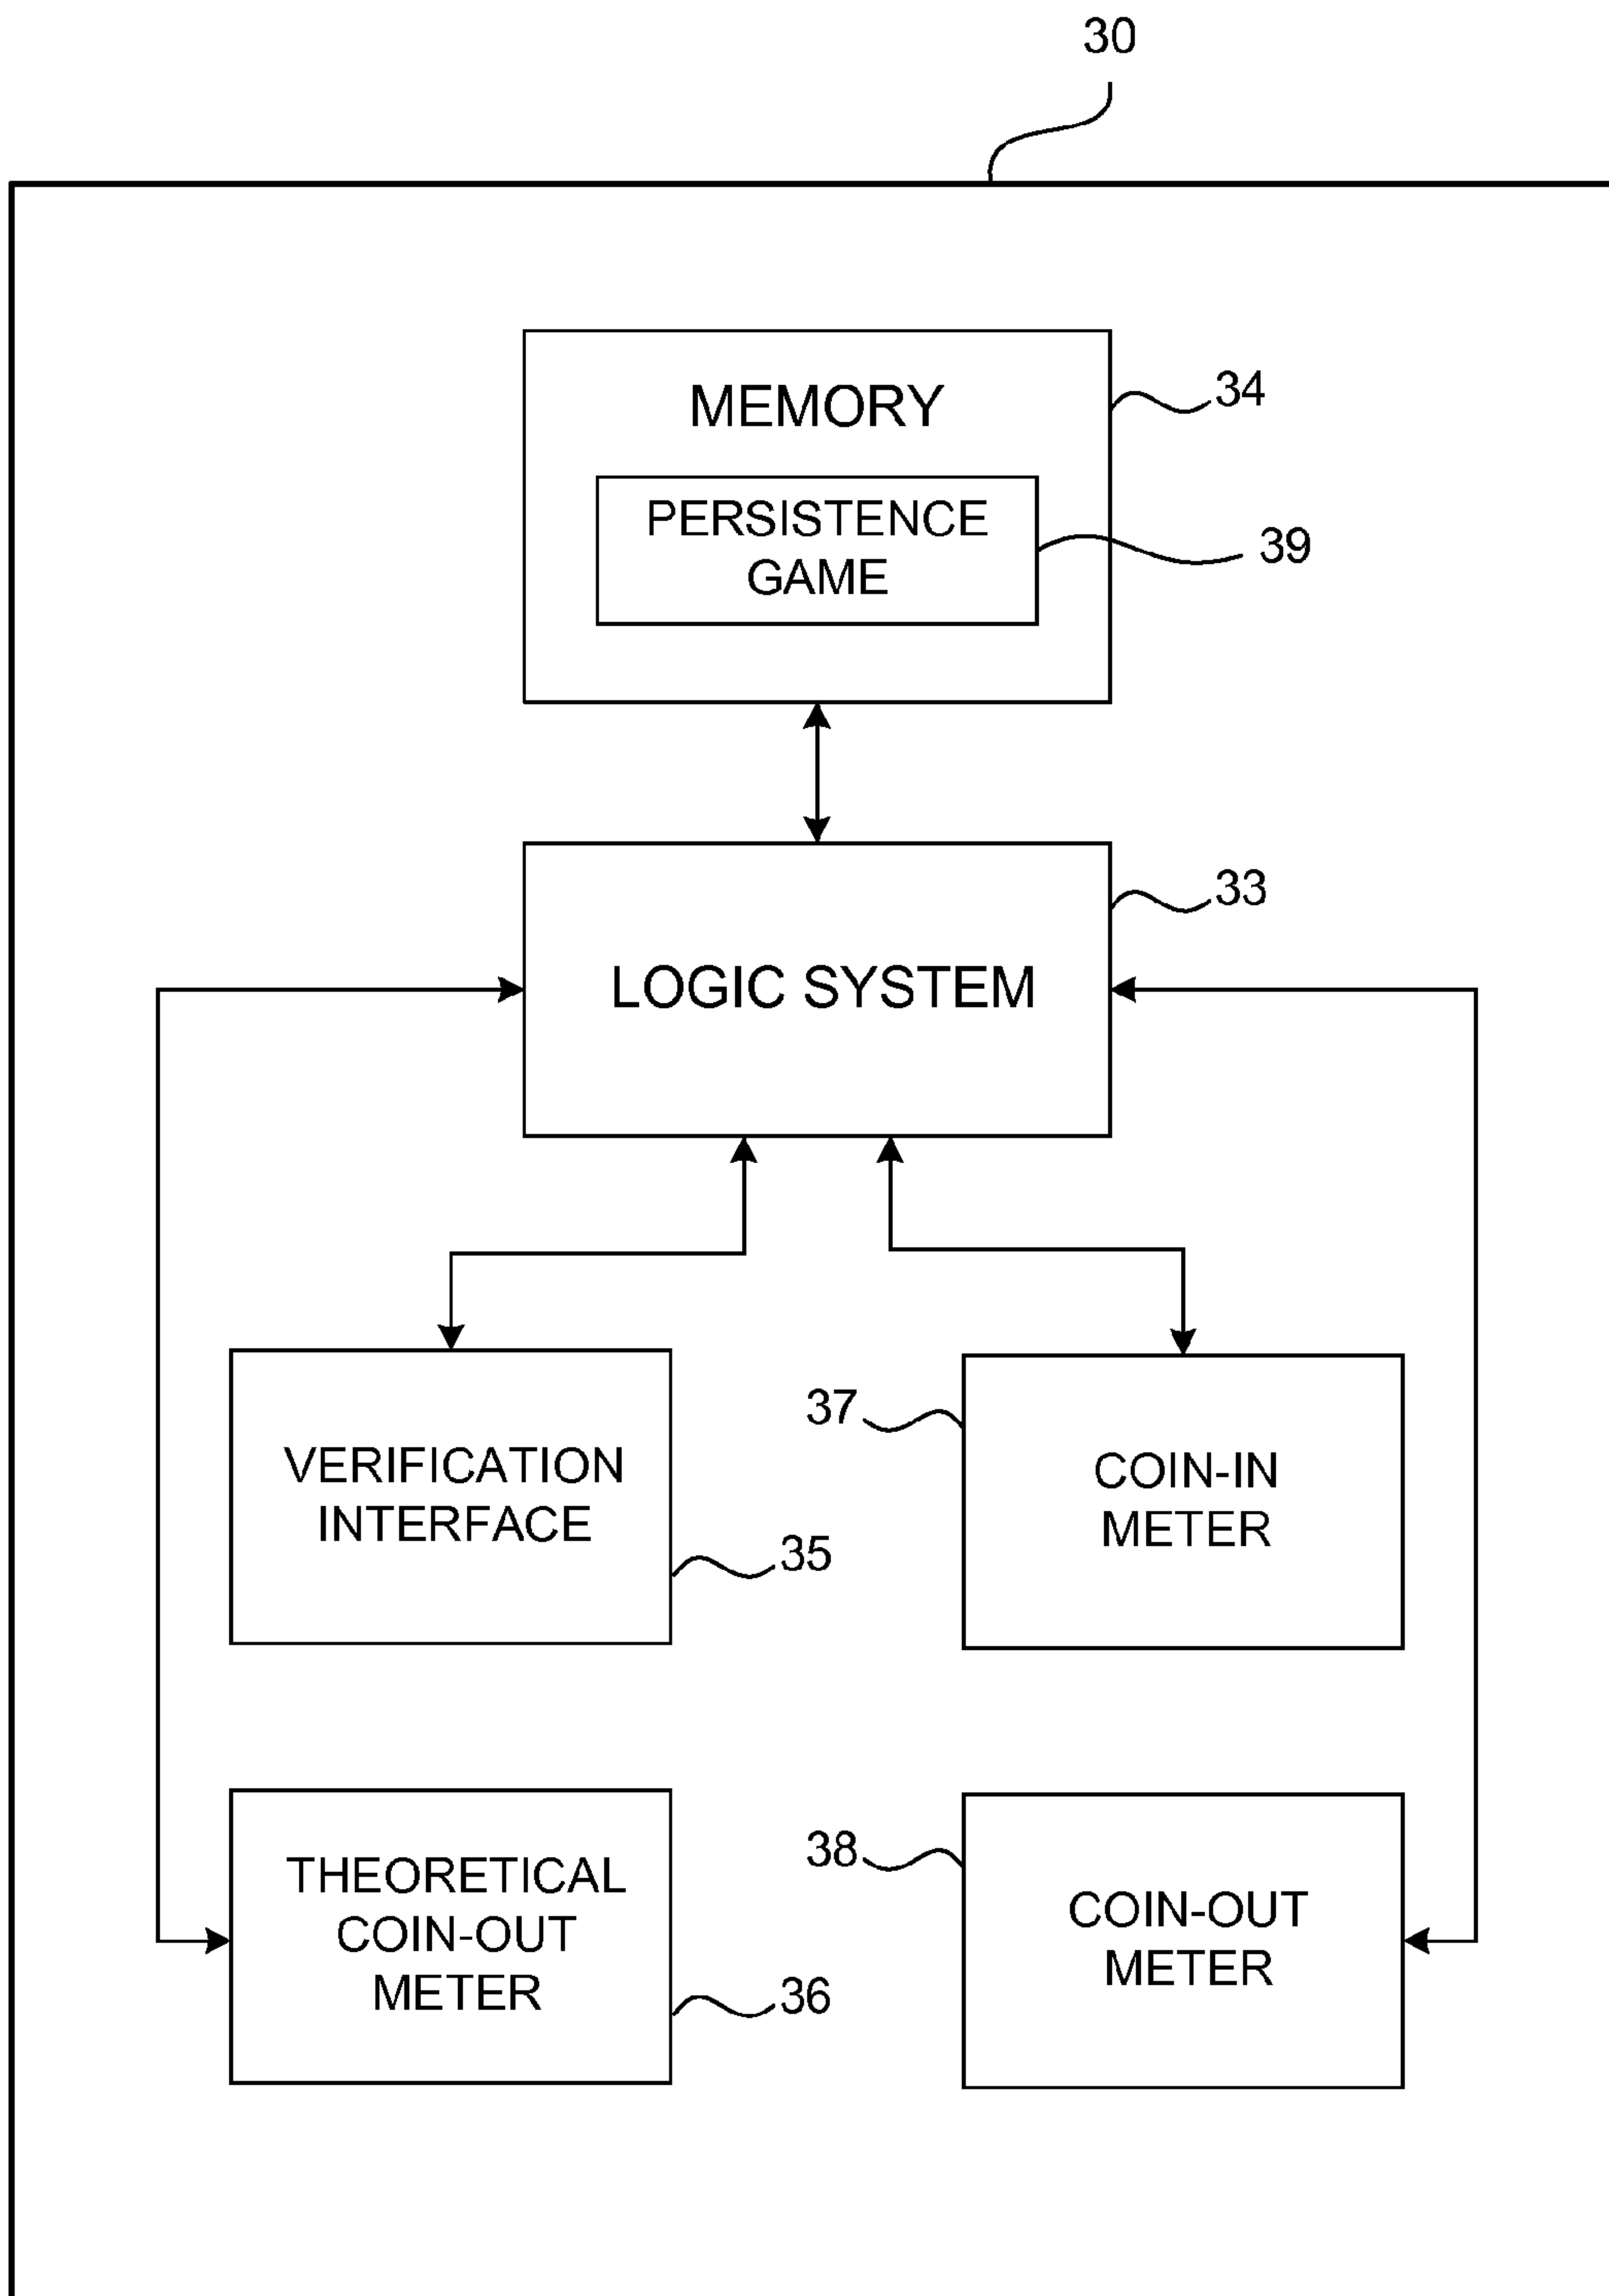 30
MEMORY
34
PERSISTENCE
GAME
39
33
LOGIC SYSTEM
VERIFICATION
INTERFACE
35
37
COIN-IN
METER
THEORETICAL
COIN-OUT
METER
36
38
COIN-OUT
METER